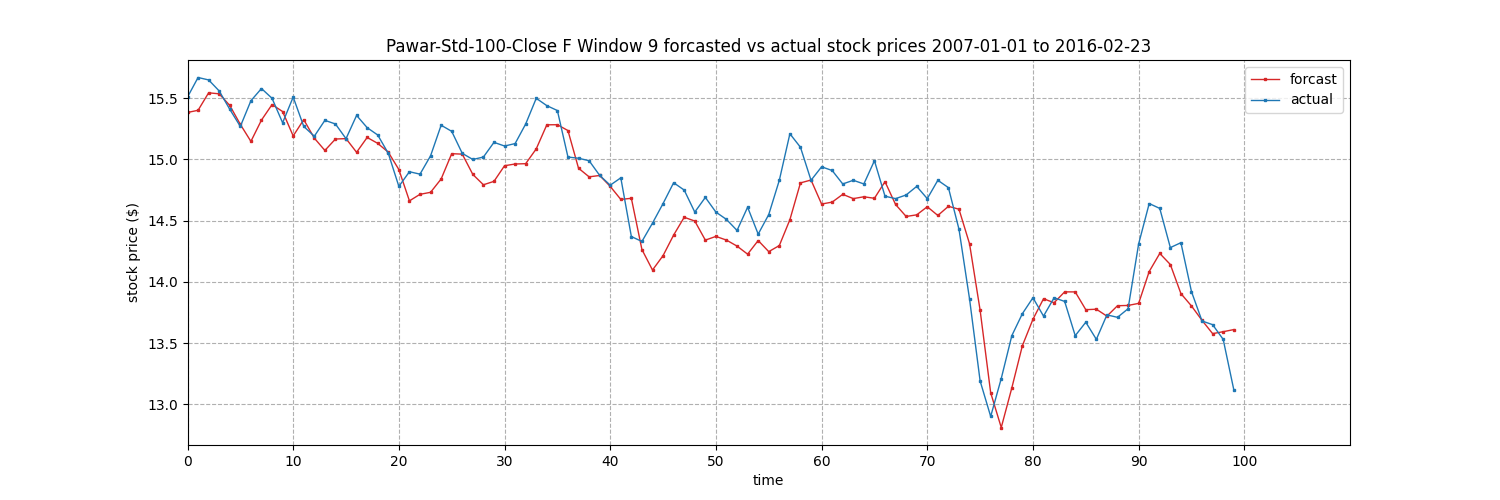 Pawar-Std-100-Close F Window 9 forcasted vs actual stock prices 2007-01-01 to 2016-02-23
forcast
actual
stock price ($)
15.5
15.0
14.5
14.0
13.5
13.0
0 10 20 30 40 50 60 70 80 90 100
time